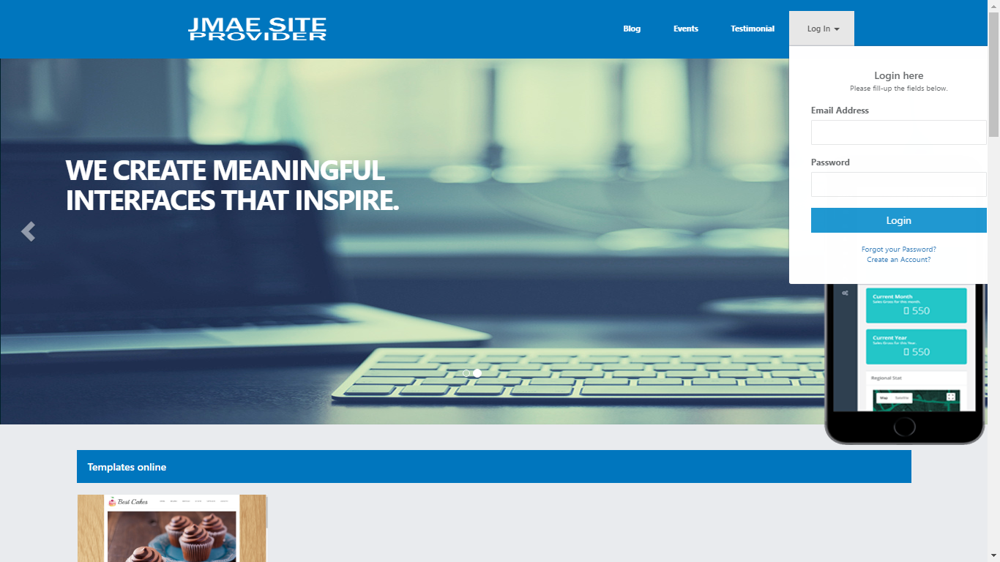 JMAE SITE
PROVIDER
Blog
Events
Testimonial
Log In
Login here
Please fill-up the fields below.
Email Address
Password
Login
Forgot your Password?
Create an Account?
WE CREATE MEANINGFUL
INTERFACES THAT INSPIRE.
Current Month
Sales Gross for this month.
550
Current Year
Sales Gross for this Year.
550
Regional Stat
Map
Satellite
Templates online
Best Cakes